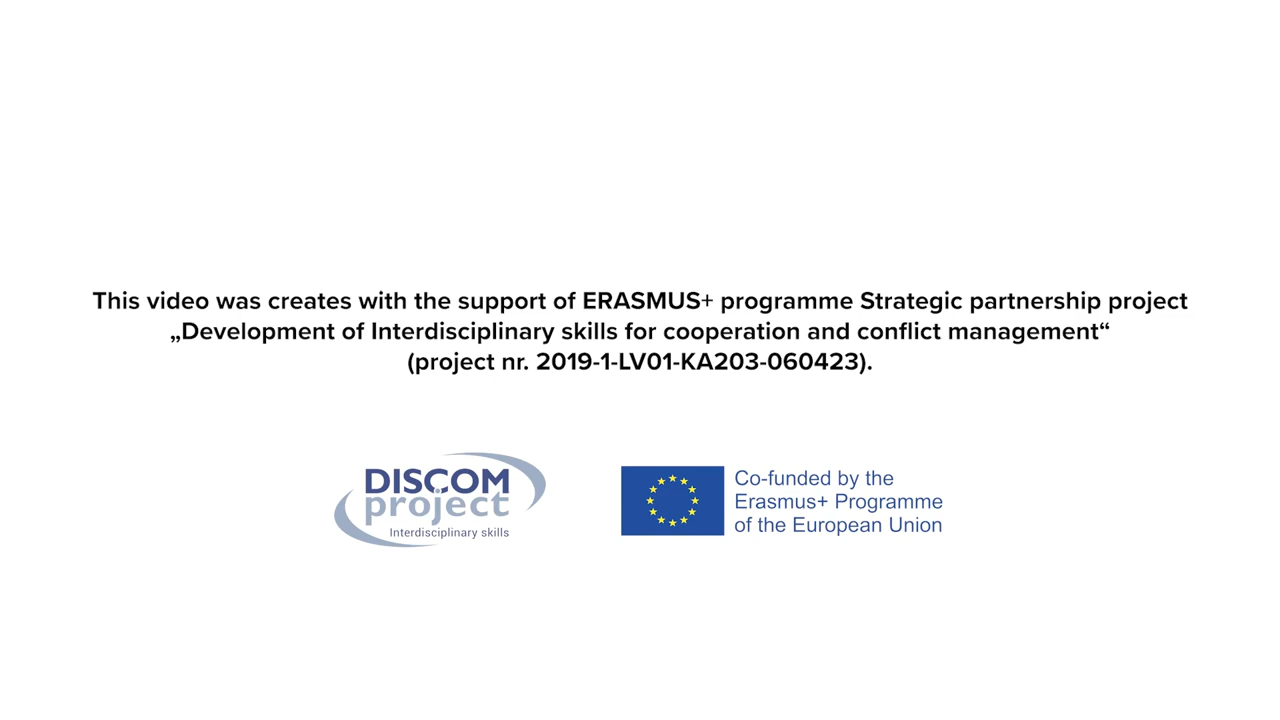 This video was creates with the support of ERASMUS+ programme Strategic partnership project
„Development of Interdisciplinary skills for cooperation and conflict management“
(project nr. 2019-1-LV01-KA203-060423).
DISCOM
project
Interdisciplinary skills
Co-funded by the
Erasmus+ Programme
of the European Union